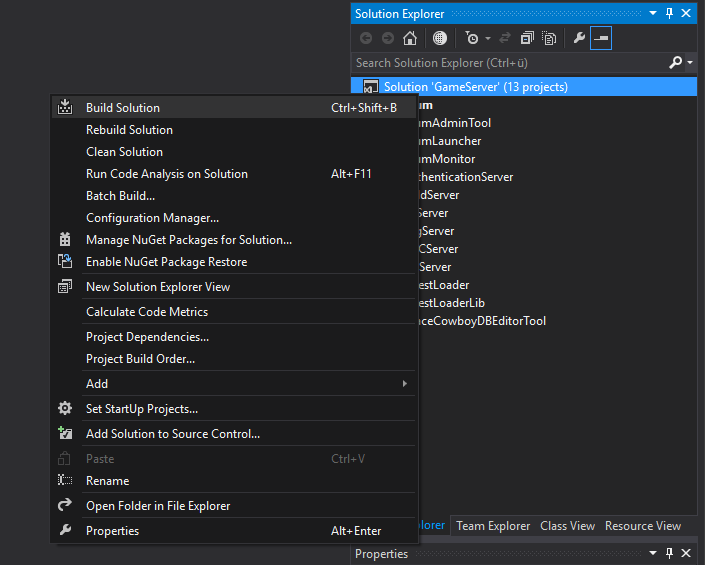 Solution Explorer
Search Solution Explorer (Ctrl+ü)
Solution 'GameServer' (13 projects)
Build Solution Ctrl+Shift+B
Rebuild Solution
Clean Solution
Run Code Analysis on Solution Alt+F11
Batch Build...
Configuration Manager...
Manage NuGet Packages for Solution...
Enable NuGet Package Restore
New Solution Explorer View
Calculate Code Metrics
Project Dependencies...
Project Build Order...
Add
Set StartUp Projects...
Add Solution to Source Control...
Paste Ctrl+V
Rename
Open Folder in File Explorer
Properties Alt+Enter
um
umAdminTool
umLauncher
umMonitor
thenticationServer
dServer
Server
gServer
CServer
Server
estLoader
estLoaderLib
nceCowboyDBEditorTool
lorer Team Explorer Class View Resource View
Properties